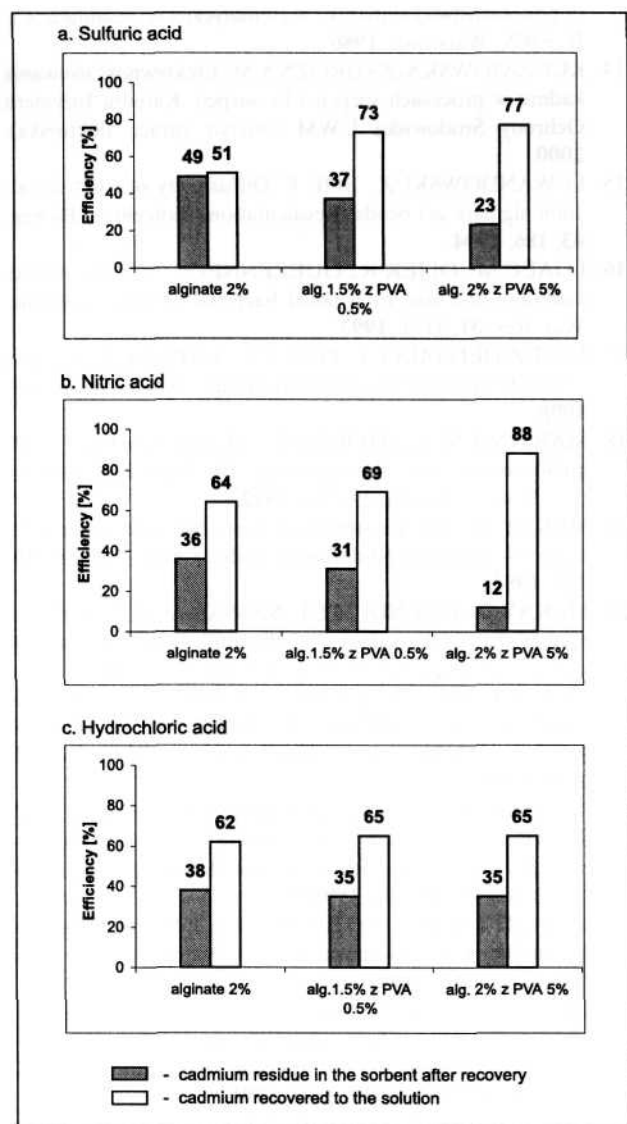 a. Sulfuric acid
Efficiency [%]
100
80
60
40
20
0
49
51
37
73
23
77
alginate 2%
alg.1.5% z PVA
0.5%
alg. 2% z PVA 5%
b. Nitric acid
Efficiency [%]
100
80
60
40
20
0
36
64
31
69
12
88
alginate 2%
alg.1.5% z PVA 0.5%
alg. 2% z PVA 5%
c. Hydrochloric acid
Efficiency [%]
100
80
60
40
20
0
38
62
35
65
35
65
alginate 2%
alg.1.5% z PVA
0.5%
alg. 2% z PVA 5%
- cadmium residue in the sorbent after recovery
- cadmium recovered to the solution